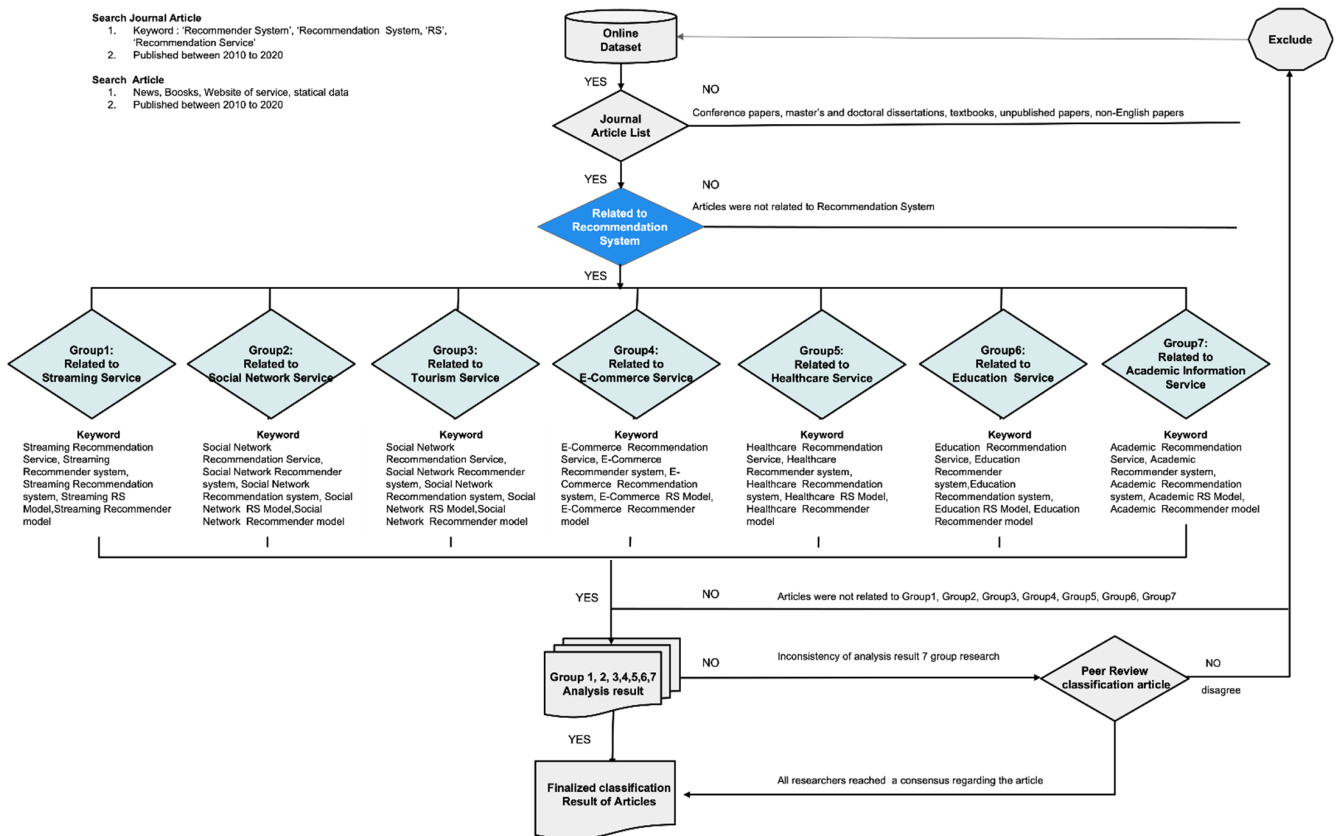 Search Journal Article
1. Keyword : ‘Recommender System’, ‘Recommendation System, ‘RS’,
‘Recommendation Service’
2. Published between 2010 to 2020
Search Article
1. News, Boosks, Website of service, statical data
2. Published between 2010 to 2020
Online
Dataset
Exclude
YES
NO
Conference papers, master's and doctoral dissertations, textbooks, unpublished papers, non-English papers
Journal
Article List
YES
NO
Articles were not related to Recommendation System
Related to
Recommendation
System
YES
Group1:
Related to
Streaming Service
Group2:
Related to
Social Network Service
Group3:
Related to
Tourism Service
Group4:
Related to
E-Commerce Service
Group5:
Related to
Healthcare Service
Group6:
Related to
Education Service
Group7:
Related to
Academic Information
Service
Keyword
Streaming Recommendation
Service, Streaming
Recommender system,
Streaming Recommendation
system, Streaming RS
Model,Streaming Recommender
model
Keyword
Social Network
Recommendation Service,
Social Network Recommender
system, Social Network
Recommendation system, Social
Network RS Model,Social
Network Recommender model
Keyword
Social Network
Recommendation Service,
Social Network Recommender
system, Social Network
Recommendation system, Social
Network RS Model,Social
Network Recommender model
Keyword
E-Commerce Recommendation
Service, E-Commerce
Recommender system, E-
Commerce Recommendation
system, E-Commerce RS Model,
E-Commerce Recommender
model
Keyword
Healthcare Recommendation
Service, Healthcare
Recommender system,
Healthcare Recommendation
system, Healthcare RS Model,
Healthcare Recommender
model
Keyword
Education Recommendation
Service, Education
Recommender
system,Education
Recommendation system,
Education RS Model, Education
Recommender model
Keyword
Academic Recommendation
Service, Academic
Recommender system,
Academic Recommendation
system, Academic RS Model,
Academic Recommender model
YES
NO
Articles were not related to Group1, Group2, Group3, Group4, Group5, Group6, Group7
Group 1, 2, 3,4,5,6,7
Analysis result
NO
Inconsistency of analysis result 7 group research
Peer Review
classification article
NO
disagree
YES
Finalized classification
Result of Articles
All researchers reached a consensus regarding the article